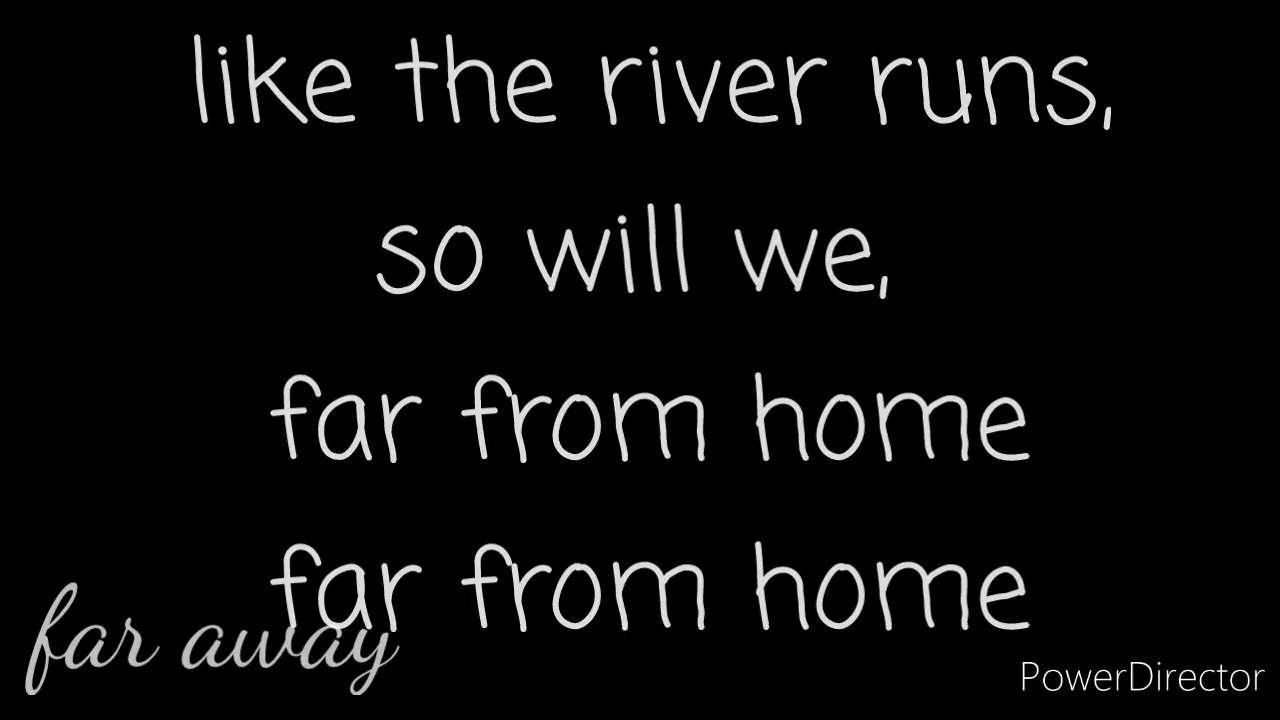 like the river runs,
so will we,
far from home
far from home
far away
PowerDirector